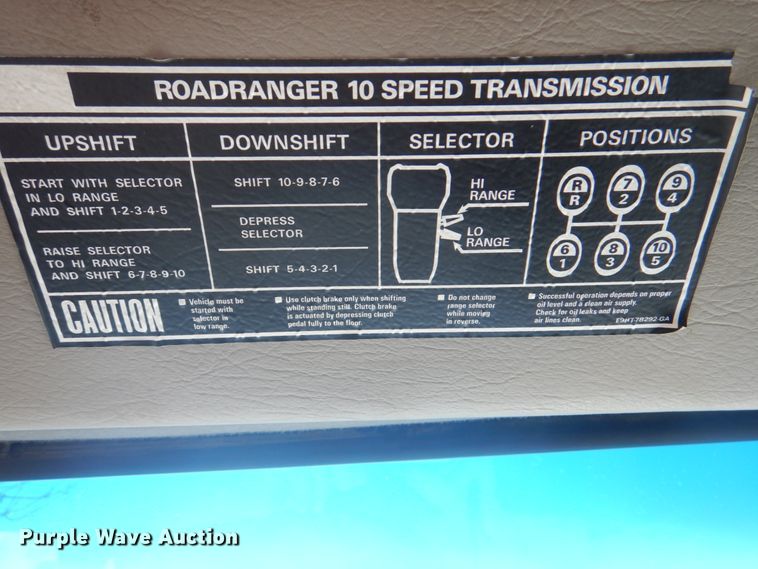 ROADRANGER 10 SPEED TRANSMISSION
UPSHIFT
START WITH SELECTOR
IN LO RANGE
AND SHIFT 1-2-3-4-5
RAISE SELECTOR
TO HI RANGE
AND SHIFT 6-7-8-9-10
DOWNSHIFT
SHIFT 10-9-8-7-6
DEPRESS
SELECTOR
SHIFT 5-4-3-2-1
SELECTOR
HI
RANGE
LO
RANGE
POSITIONS
R 7 9
R 2 4
6 8 10
1 3 5
CAUTION
Vehicle must be
started with
selector in
low range.
Use clutch brake only when shifting
while standing still. Clutch brake
is actuated by depressing clutch
pedal fully to the floor.
Do not change
range selector
while moving
in reverse.
Successful operation depends on proper
oil level and a clean air supply.
Check for oil leaks and keep
air lines clean.
E9HT-7B292-GA
Purple Wave Auction